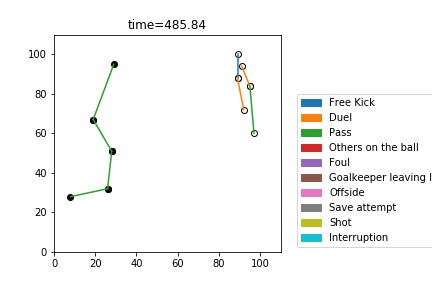 time=485.84
100
80
60
40
20
0
0 20 40 60 80 100
Free Kick
Duel
Pass
Others on the ball
Foul
Goalkeeper leaving l
Offside
Save attempt
Shot
Interruption